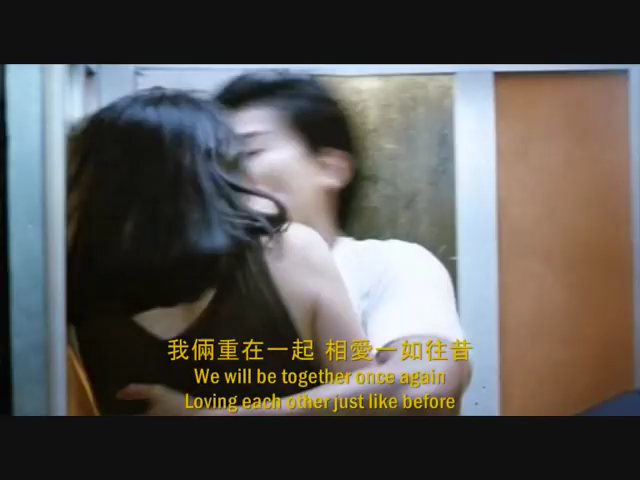 我倆重在一起 相愛一如往昔
We will be together once again
Loving each other just like before